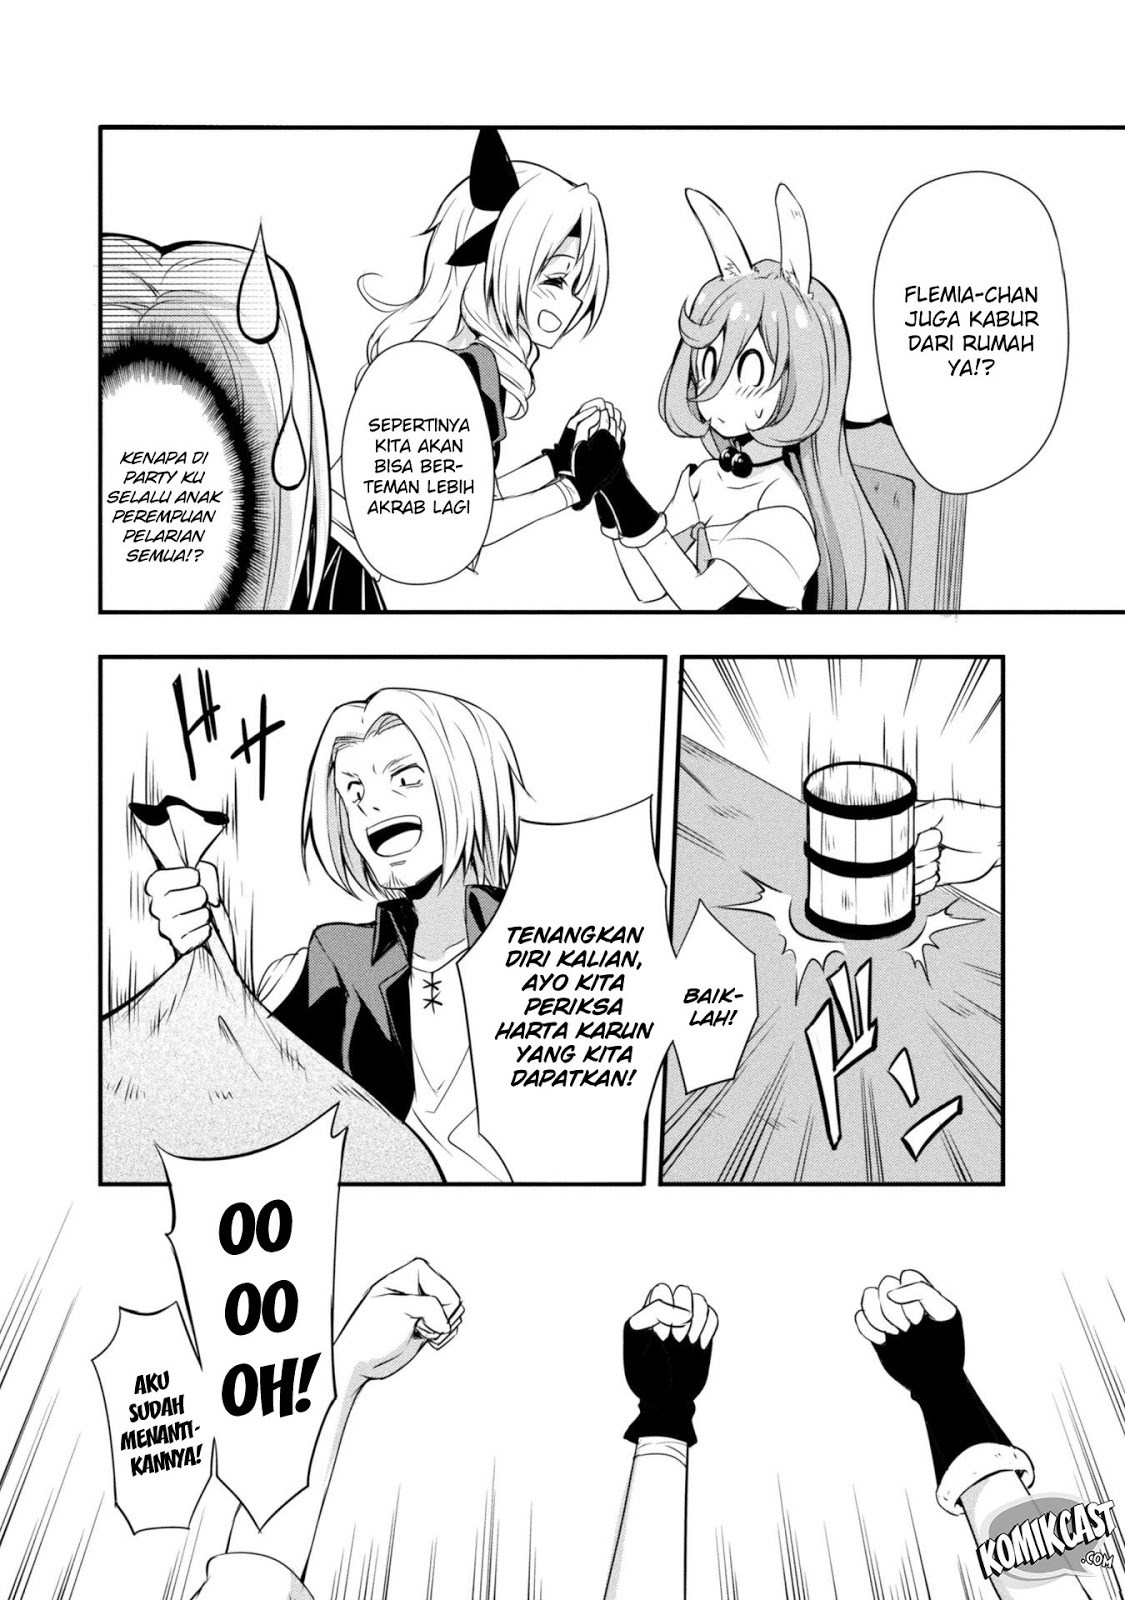 FLEMIA-CHAN
JUGA KABUR
DARI RUMAH
YA!?
SEPERTINYA
KITA AKAN
BISA BER-
TEMAN LEBIH
AKRAB LAGI
KENAPA DI
PARTY KU
SELALU ANAK
PEREMPUAN
PELARIAN
SEMUA!?
BAIK-
LAH!
ドン
TENANGKAN
DIRI KALIAN,
AYO KITA
PERIKSA
HARTA KARUN
YANG KITA
DAPATKAN!
OO
OO
OH!
AKU
SUDAH
MENANTI-
KANNYA!
KOMIKCAST
.COM